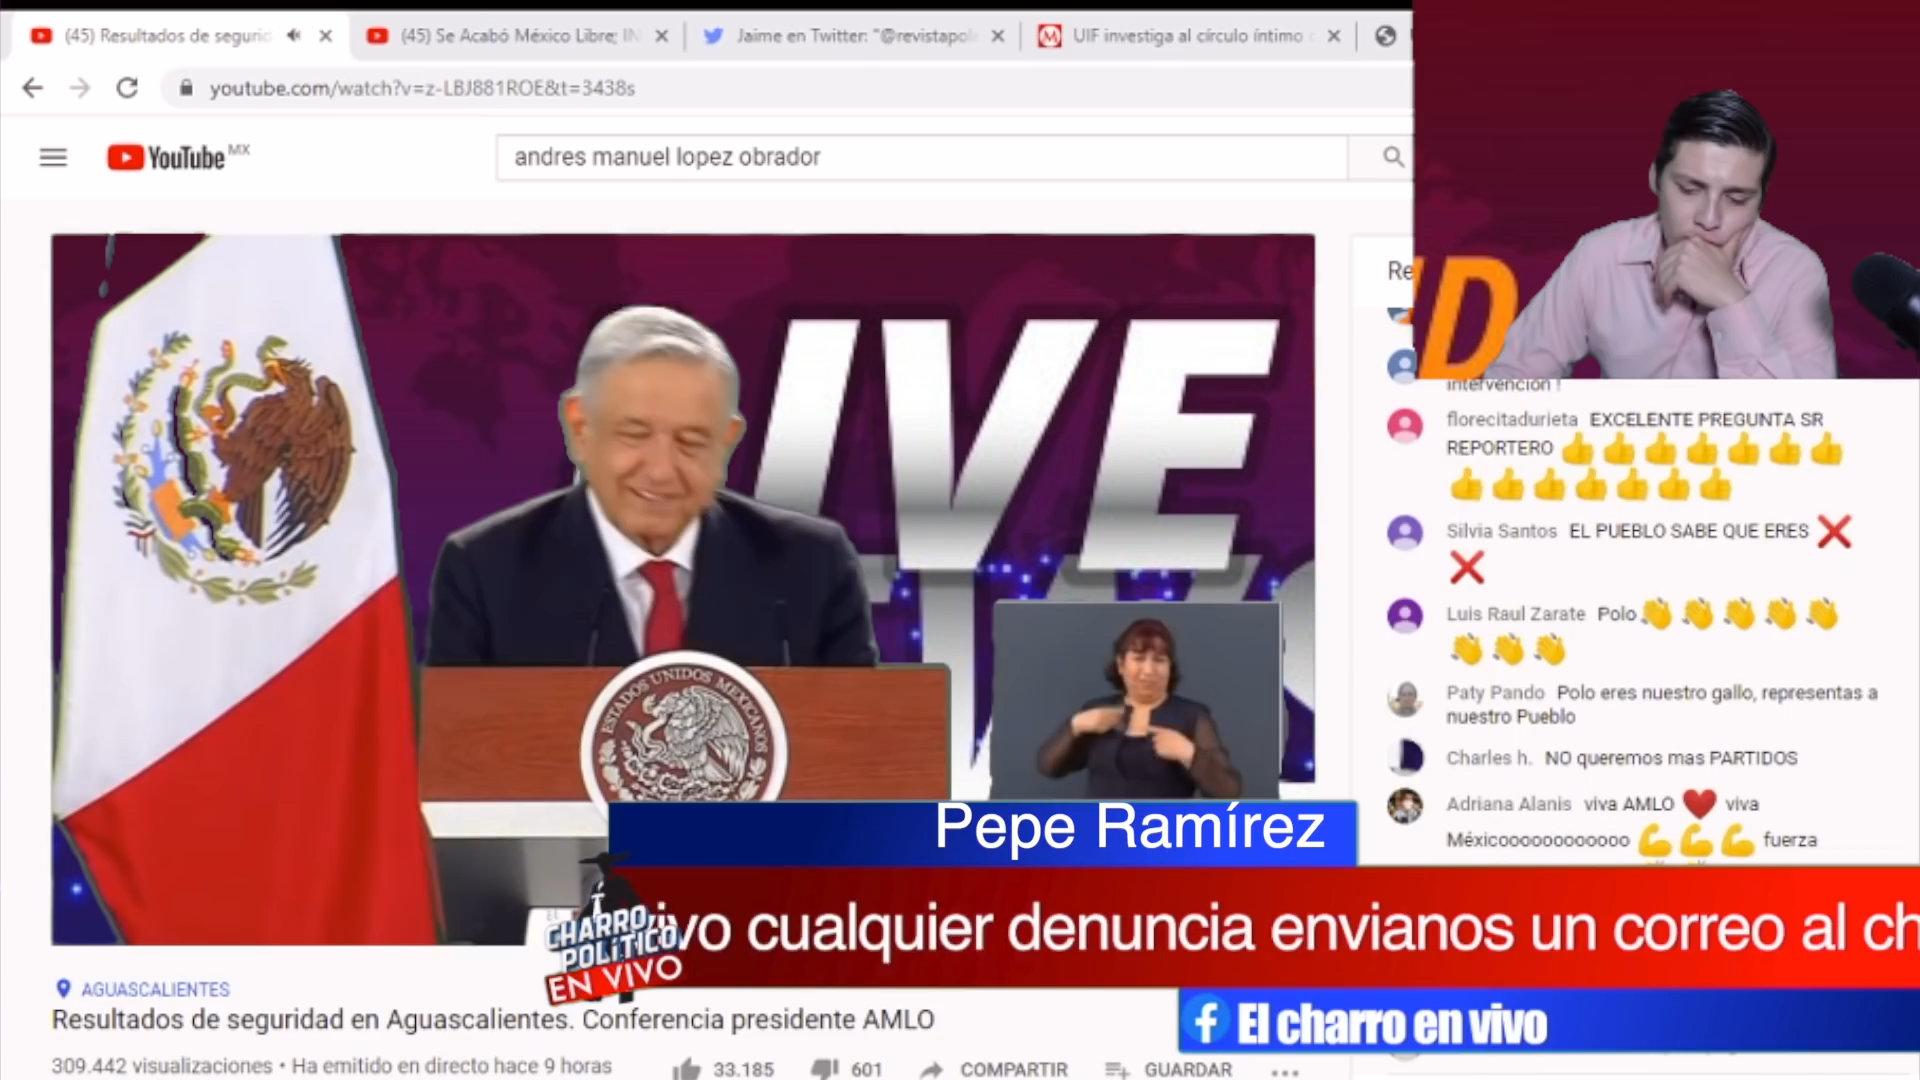 (45) Resultados de segurid
(45) Se Acabó México Libre; IN
Jaime en Twitter: "@revistapole
UIF investiga al círculo íntimo
youtube.com/watch?v=z-LBJ881ROE&t=3438s
YouTube MX
andres manuel lopez obrador
IVE
Re
D
intervencion !
florecitadurieta EXCELENTE PREGUNTA SR
REPORTERO 👍👍👍👍👍👍👍
👍👍👍👍👍👍👍
Silvia Santos EL PUEBLO SABE QUE ERES ❌
❌
Luis Raul Zarate Polo 👏👏👏👏👏
👏👏👏
Paty Pando Polo eres nuestro gallo, representas a
nuestro Pueblo
Charles h. NO queremos mas PARTIDOS
Adriana Alanis viva AMLO ❤️ viva
Méxicoooooooooooo 💪💪💪 fuerza
ESTADOS UNIDOS MEXICANOS
Pepe Ramírez
ivo cualquier denuncia envianos un correo al ch
EL
CHARRO
POLÍTICO
EN VIVO
El charro en vivo
AGUASCALIENTES
Resultados de seguridad en Aguascalientes. Conferencia presidente AMLO
309.442 visualizaciones • Ha emitido en directo hace 9 horas
33.185
601
COMPARTIR
GUARDAR